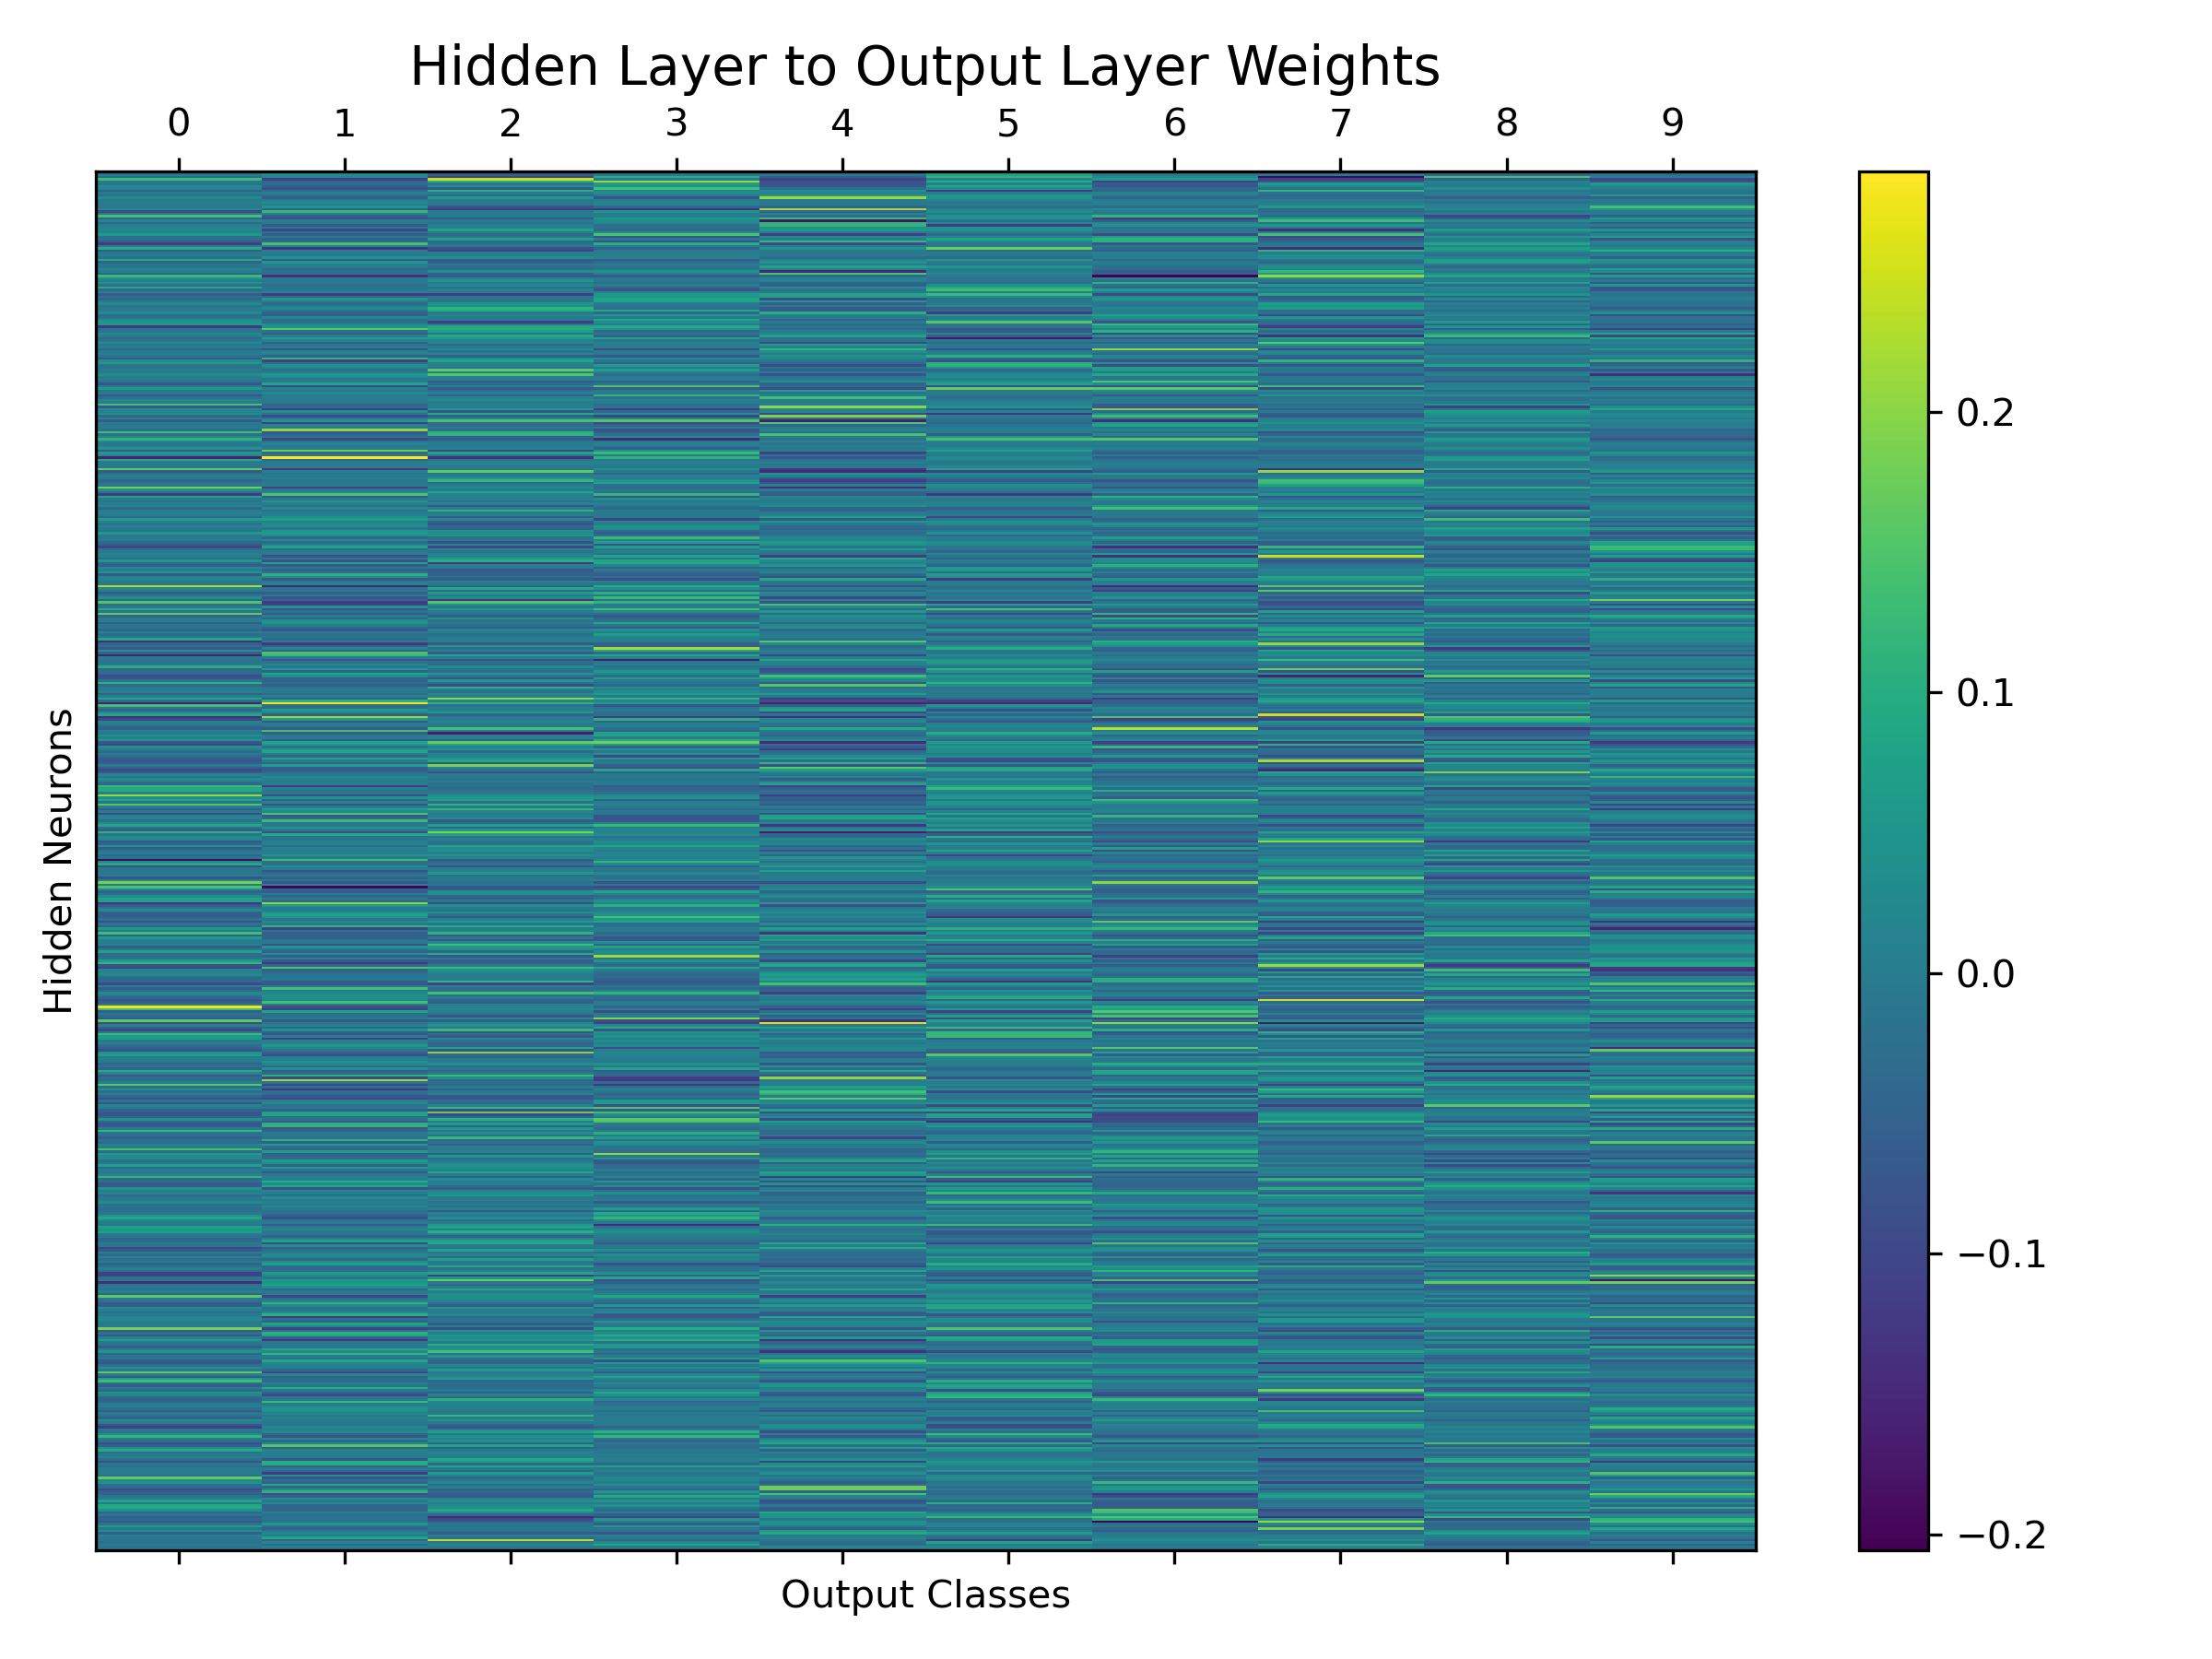 Hidden Layer to Output Layer Weights
0 1 2 3 4 5 6 7 8 9
Hidden Neurons
0.2
0.1
0.0
−0.1
−0.2
Output Classes